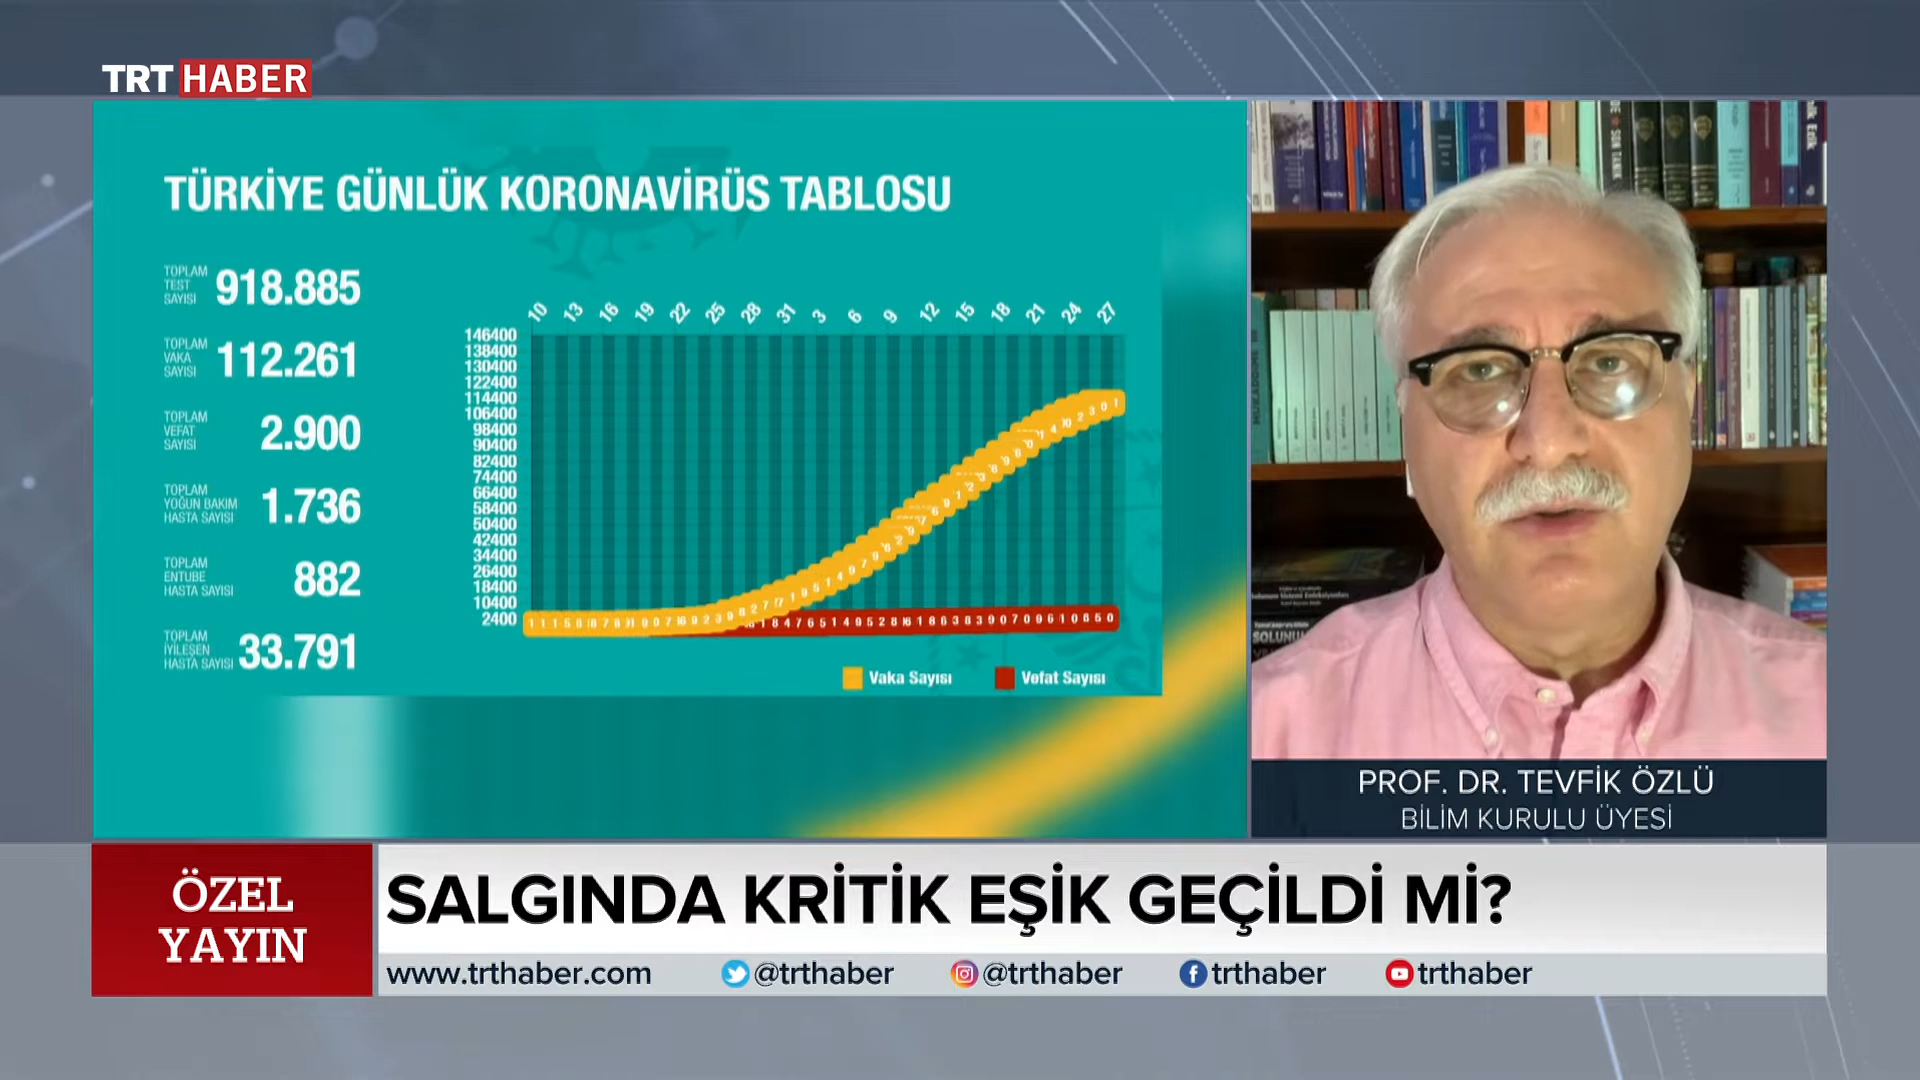 TRT HABER
TÜRKİYE GÜNLÜK KORONAVİRÜS TABLOSU
TOPLAM
TEST
SAYISI
918.885
TOPLAM
VAKA
SAYISI
112.261
TOPLAM
VEFAT
SAYISI
2.900
TOPLAM
YOĞUN BAKIM
HASTA SAYISI
1.736
TOPLAM
ENTUBE
HASTA SAYISI
882
TOPLAM
İYİLEŞEN
HASTA SAYISI
33.791
10 13 16 19 22 25 28 31 3 6 9 12 15 18 21 24 27
146400
138400
130400
122400
114400
106400
98400
90400
82400
74400
66400
58400
50400
42400
34400
26400
18400
10400
2400
Vaka Sayısı
Vefat Sayısı
SON TANIK
SOLUNUM
PROF. DR. TEVFİK ÖZLÜ
BİLİM KURULU ÜYESİ
ÖZEL
YAYIN
SALGINDA KRİTİK EŞİK GEÇİLDİ Mİ?
www.trthaber.com @trthaber @trthaber trthaber trthaber